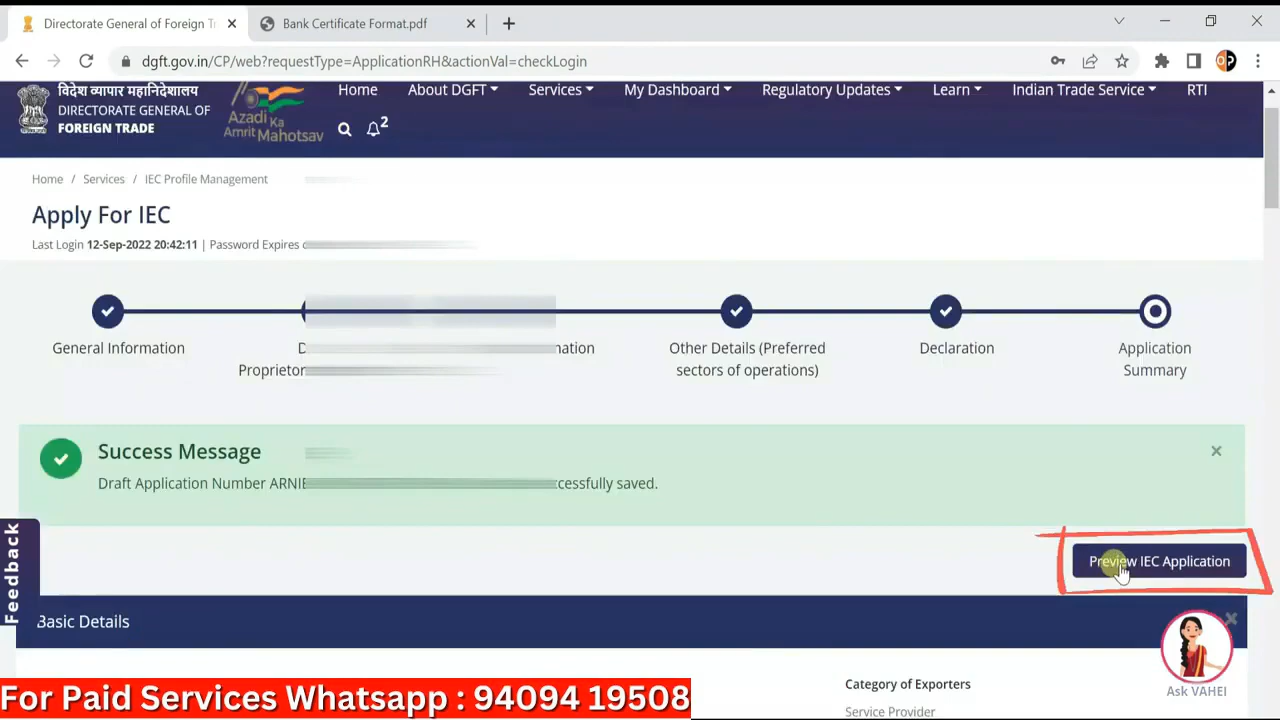 Directorate General of Foreign T
Bank Certificate Format.pdf
dgft.gov.in/CP/web?requestType=ApplicationRH&actionVal=checkLogin
विदेश व्यापार महानिदेशालय
DIRECTORATE GENERAL OF
FOREIGN TRADE
Azadi Ka
Amrit Mahotsav
Home About DGFT Services My Dashboard Regulatory Updates Learn Indian Trade Service RTI
2
Home / Services / IEC Profile Management
Apply For IEC
Last Login 12-Sep-2022 20:42:11 | Password Expires
General Information
Proprietor
Other Details (Preferred
sectors of operations)
Declaration
Application
Summary
Success Message
Draft Application Number saved.
Feedback
Preview IEC Application
Basic Details
Category of Exporters
Service Provider
Ask VAHEI
For Paid Services Whatsapp : 94094 19508